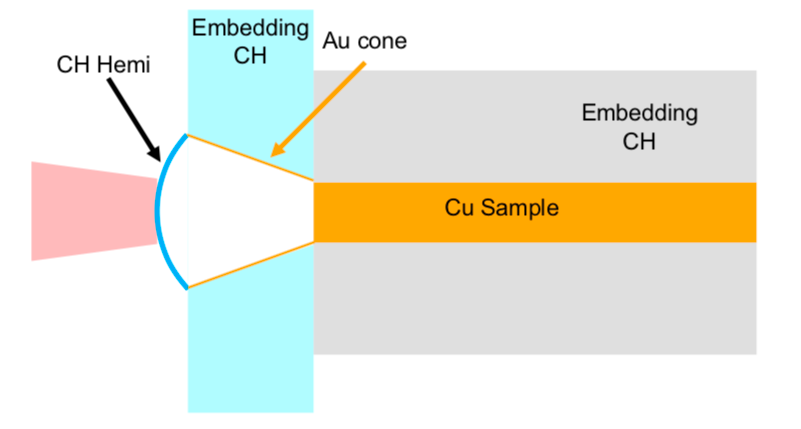 Embedding
CH
Au cone
CH Hemi
Embedding
CH
Cu Sample